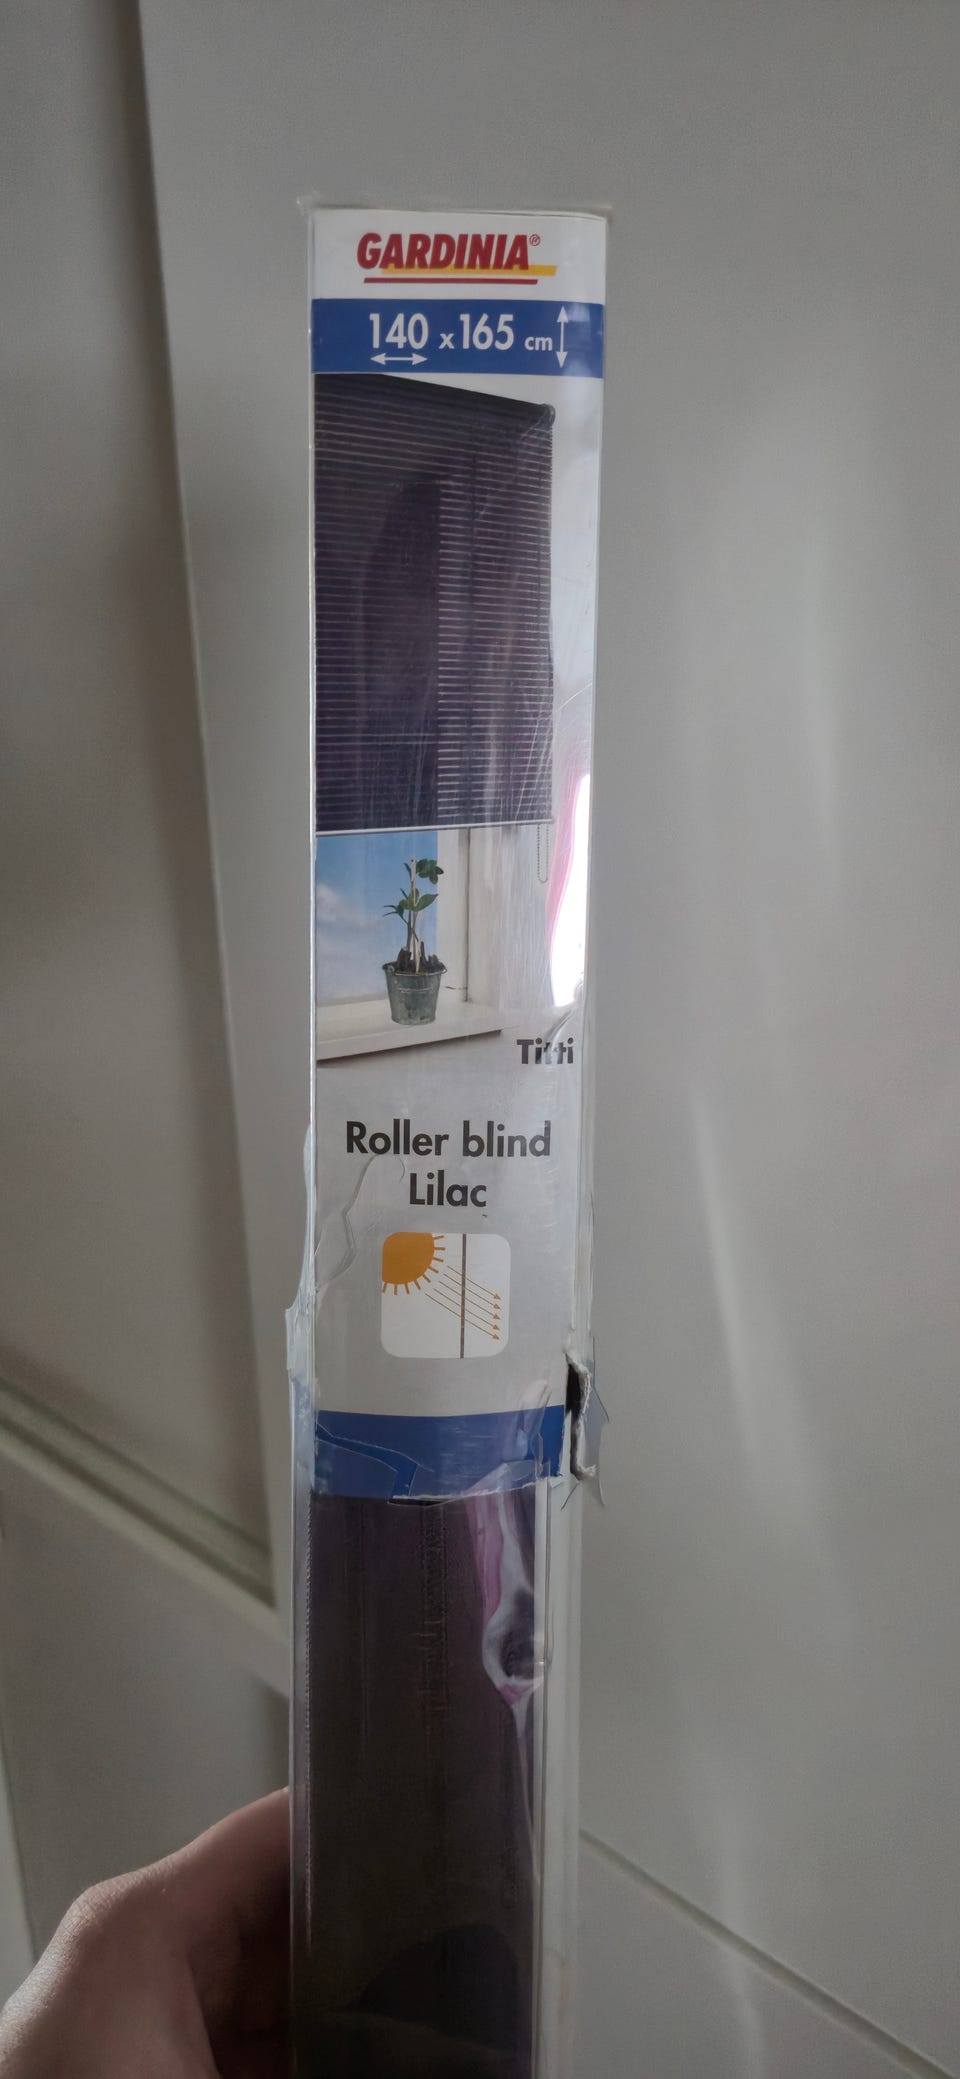 GARDINIA®
140 x 165 cm
Titti
Roller blind
Lilac